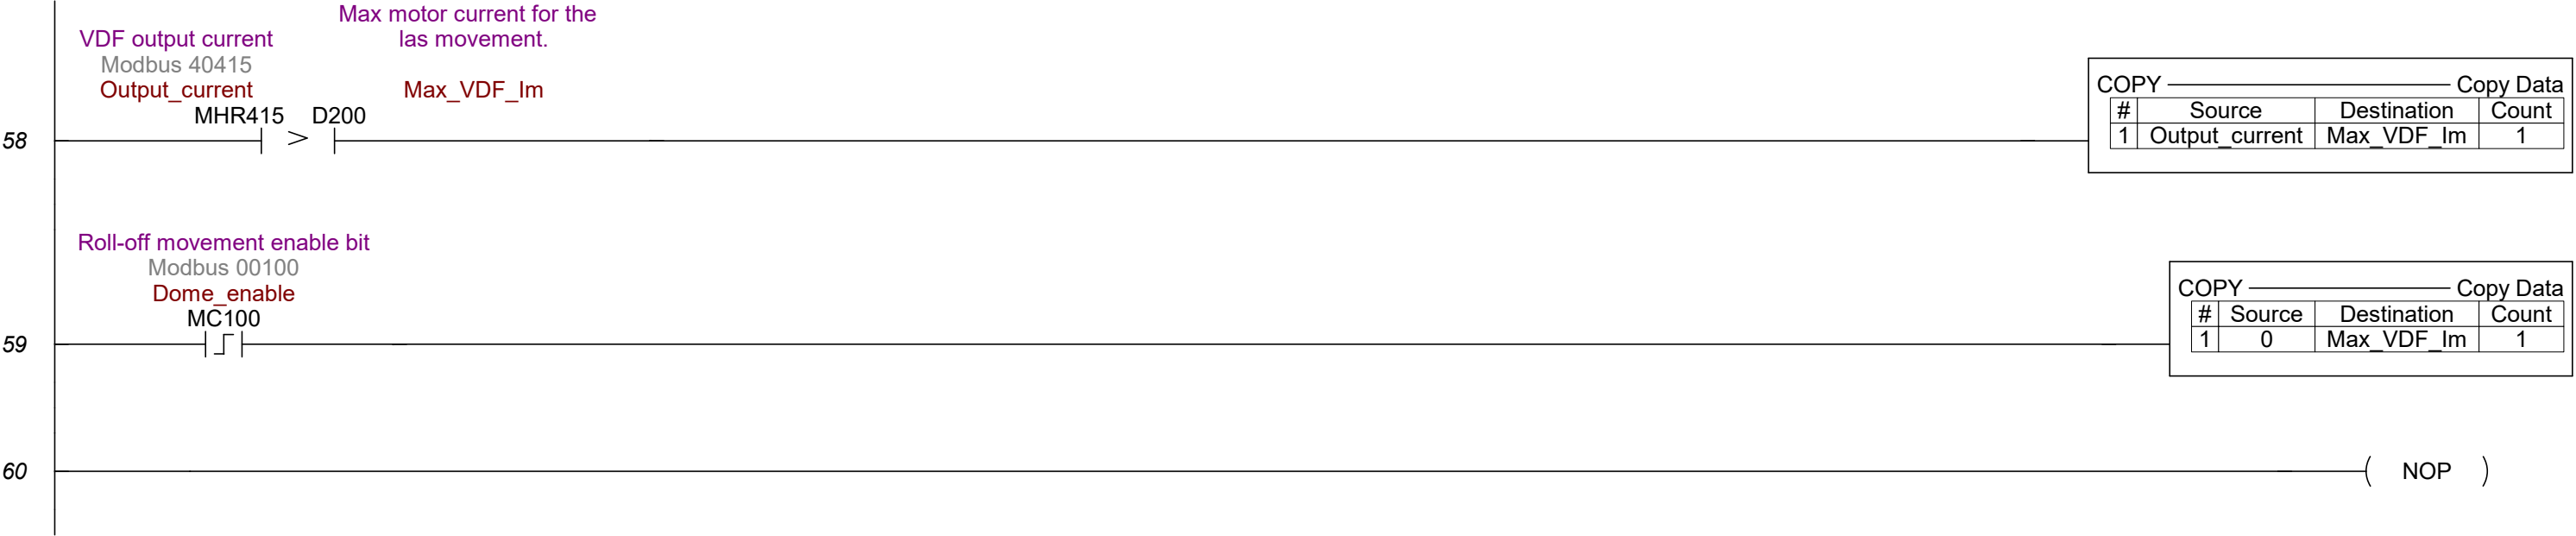 Max motor current for the
VDF output current las movement.
Modbus 40415
Output_current Max_VDF_Im
MHR415 > D200
58
COPY Copy Data
# Source Destination Count
1 Output_current Max_VDF_Im 1
Roll-off movement enable bit
Modbus 00100
Dome_enable
MC100
59
COPY Copy Data
# Source Destination Count
1 0 Max_VDF_Im 1
60 ( NOP )